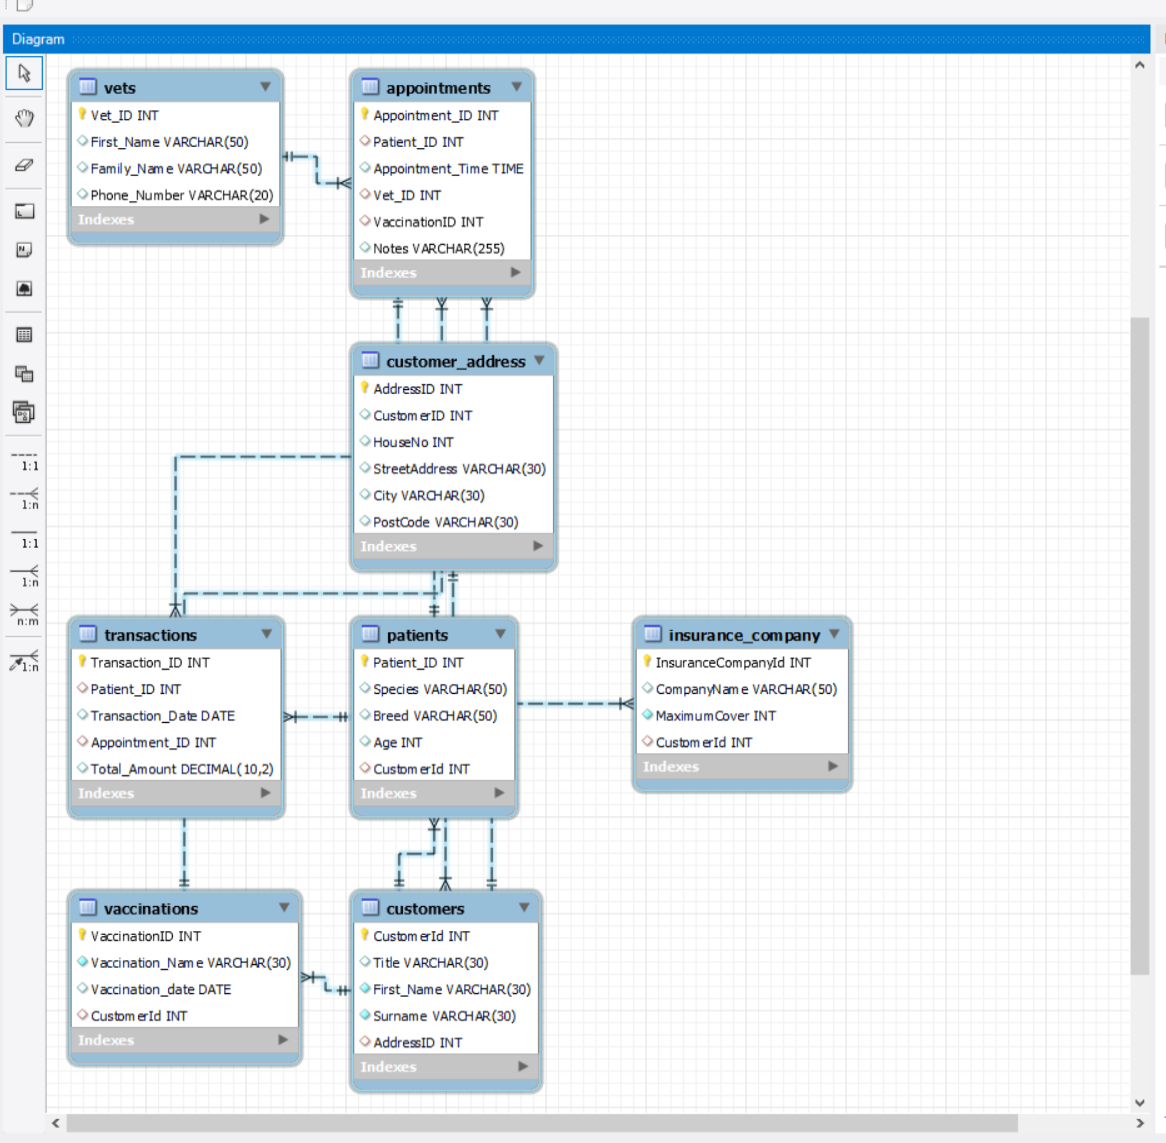 Diagram
vets
Vet_ID INT
First_Name VARCHAR(50)
Family_Name VARCHAR(50)
Phone_Number VARCHAR(20)
Indexes
appointments
Appointment_ID INT
Patient_ID INT
Appointment_Time TIME
Vet_ID INT
VaccinationID INT
Notes VARCHAR(255)
Indexes
customer_address
AddressID INT
CustomerID INT
HouseNo INT
StreetAddress VARCHAR(30)
City VARCHAR(30)
PostCode VARCHAR(30)
Indexes
transactions
Transaction_ID INT
Patient_ID INT
Transaction_Date DATE
Appointment_ID INT
Total_Amount DECIMAL(10,2)
Indexes
patients
Patient_ID INT
Species VARCHAR(50)
Breed VARCHAR(50)
Age INT
CustomerId INT
Indexes
insurance_company
InsuranceCompanyId INT
CompanyName VARCHAR(50)
MaximumCover INT
CustomerId INT
Indexes
vaccinations
VaccinationID INT
Vaccination_Name VARCHAR(30)
Vaccination_date DATE
CustomerId INT
Indexes
customers
CustomerId INT
Title VARCHAR(30)
First_Name VARCHAR(30)
Surname VARCHAR(30)
AddressID INT
Indexes
1:1
1:n
1:1
1:n
n:m
1:n